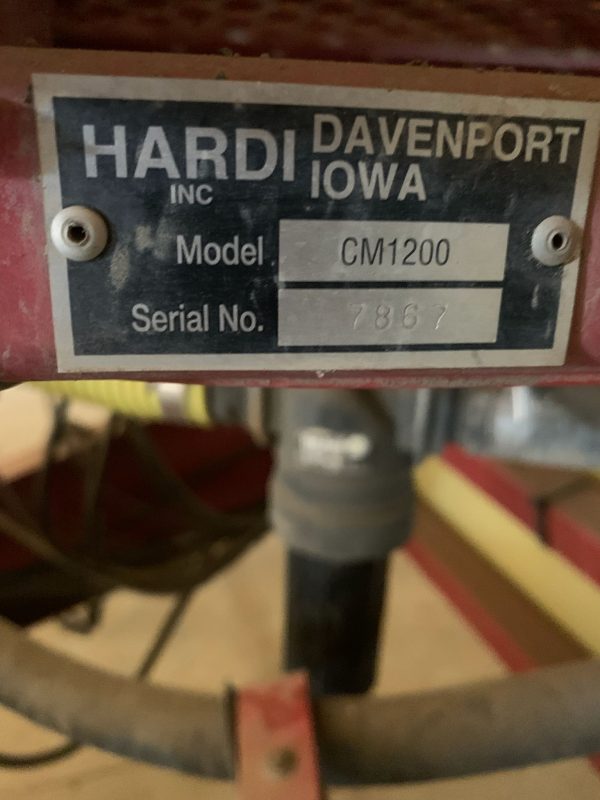 HARDI INC
DAVENPORT
IOWA
Model CM1200
Serial No. 7867